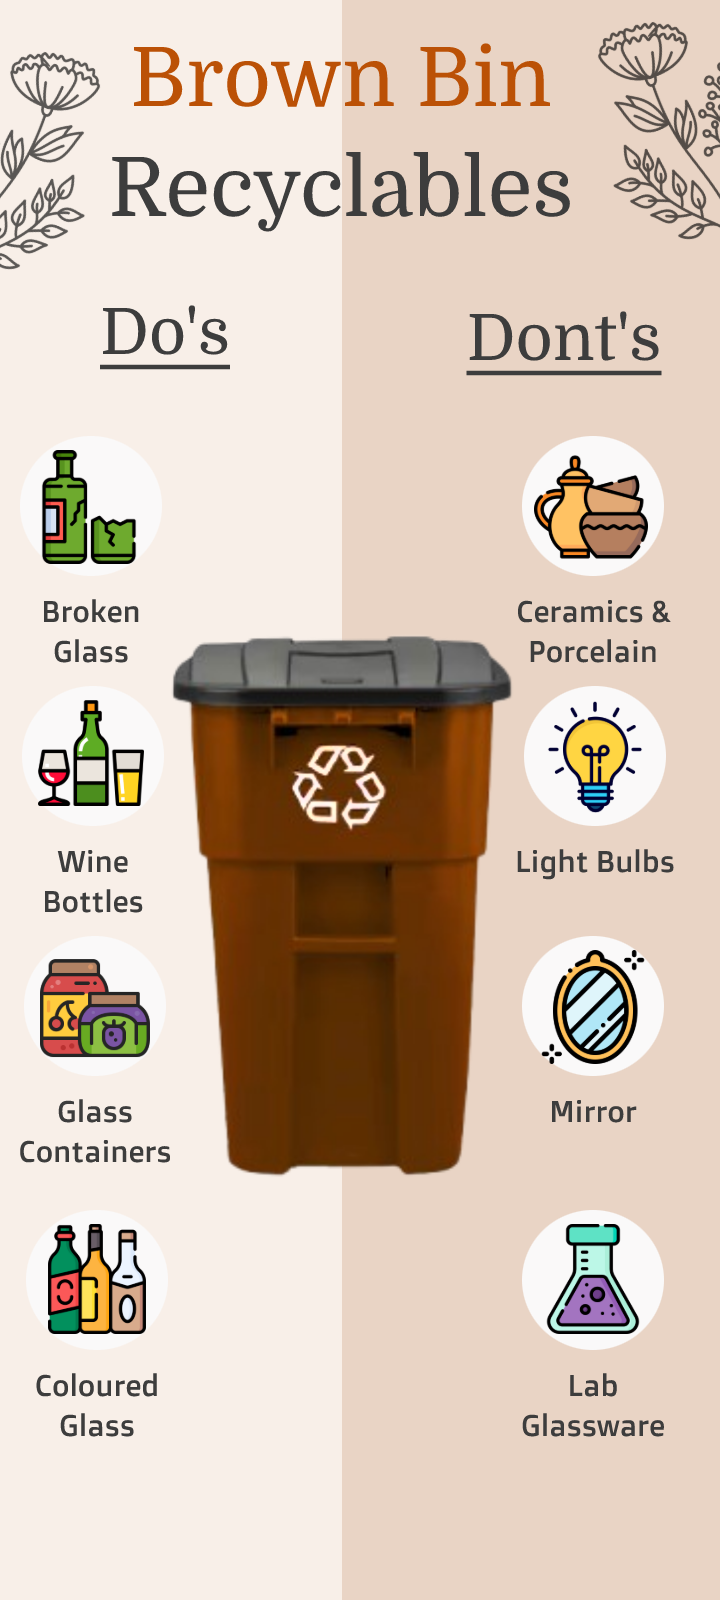 Brown Bin
Recyclables
Do's
Dont's
Broken
Glass
Wine
Bottles
Glass
Containers
Coloured
Glass
Ceramics &
Porcelain
Light Bulbs
Mirror
Lab
Glassware